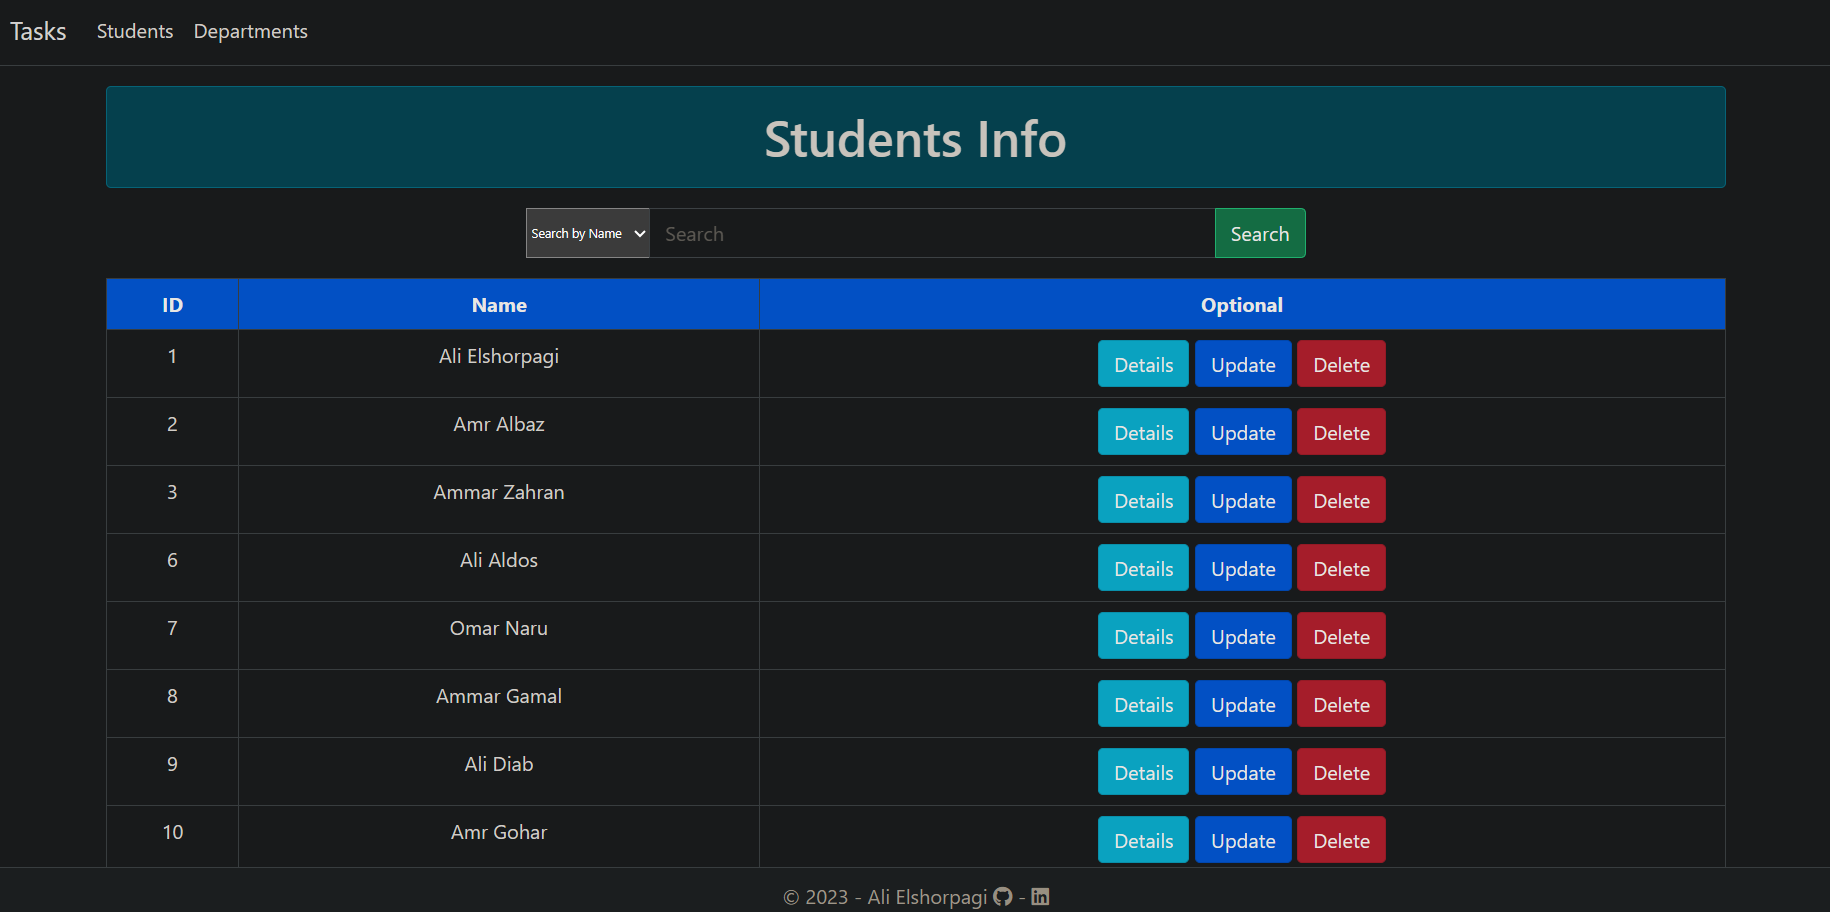 Tasks Students Departments
Students Info
Search by Name Search Search
ID Name Optional
1 Ali Elshorpagi Details Update Delete
2 Amr Albaz Details Update Delete
3 Ammar Zahran Details Update Delete
6 Ali Aldos Details Update Delete
7 Omar Naru Details Update Delete
8 Ammar Gamal Details Update Delete
9 Ali Diab Details Update Delete
10 Amr Gohar Details Update Delete
© 2023 - Ali Elshorpagi - in